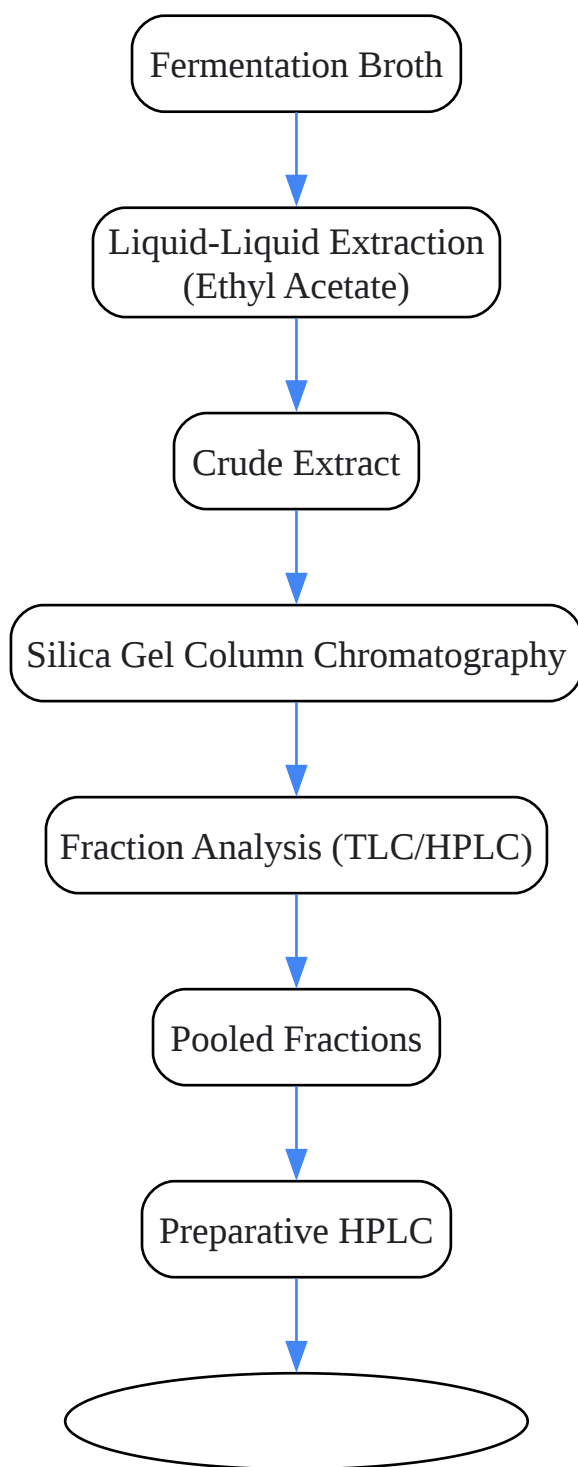 Fermentation Broth
Liquid-Liquid Extraction
(Ethyl Acetate)
Crude Extract
Silica Gel Column Chromatography
Fraction Analysis (TLC/HPLC)
Pooled Fractions
Preparative HPLC